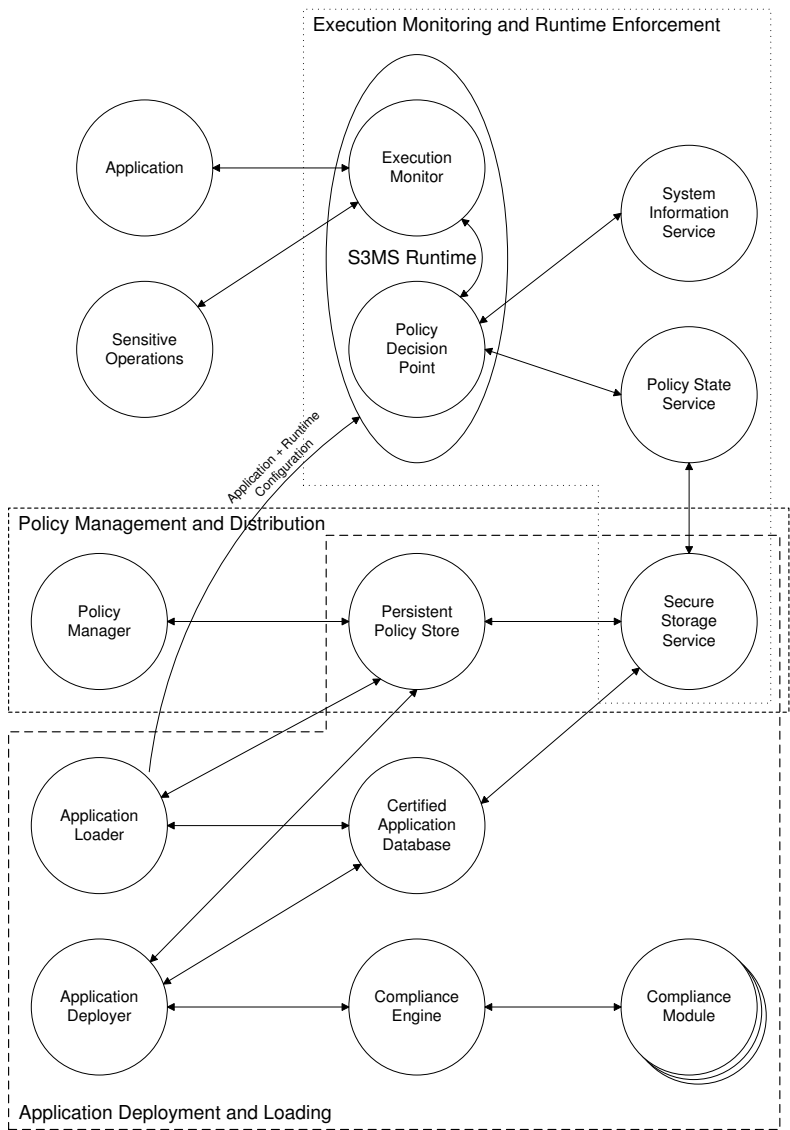 Execution Monitoring and Runtime Enforcement
Application
Execution
Monitor
System
Information
Service
S3MS Runtime
Sensitive
Operations
Policy
Decision
Point
Policy State
Service
Application + Runtime
Configuration
Policy Management and Distribution
Policy
Manager
Persistent
Policy Store
Secure
Storage
Service
Application
Loader
Certified
Application
Database
Application
Deployer
Compliance
Engine
Compliance
Module
Application Deployment and Loading